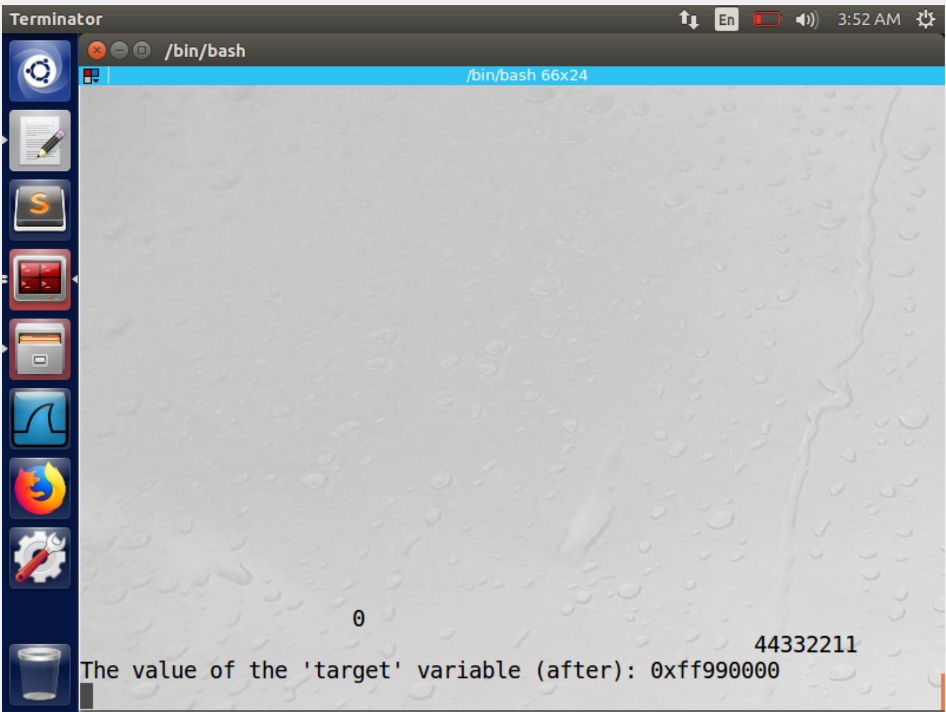 Terminator En 3:52 AM
/bin/bash
/bin/bash 66x24
0
44332211
The value of the 'target' variable (after): 0xff990000